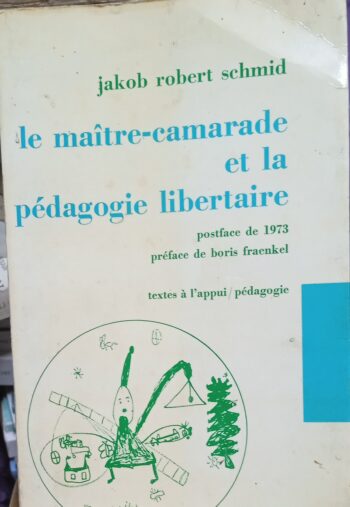 jakob robert schmid
le maître-camarade
et la
pédagogie libertaire
postface de 1973
préface de boris fraenkel
textes à l'appui/pédagogie